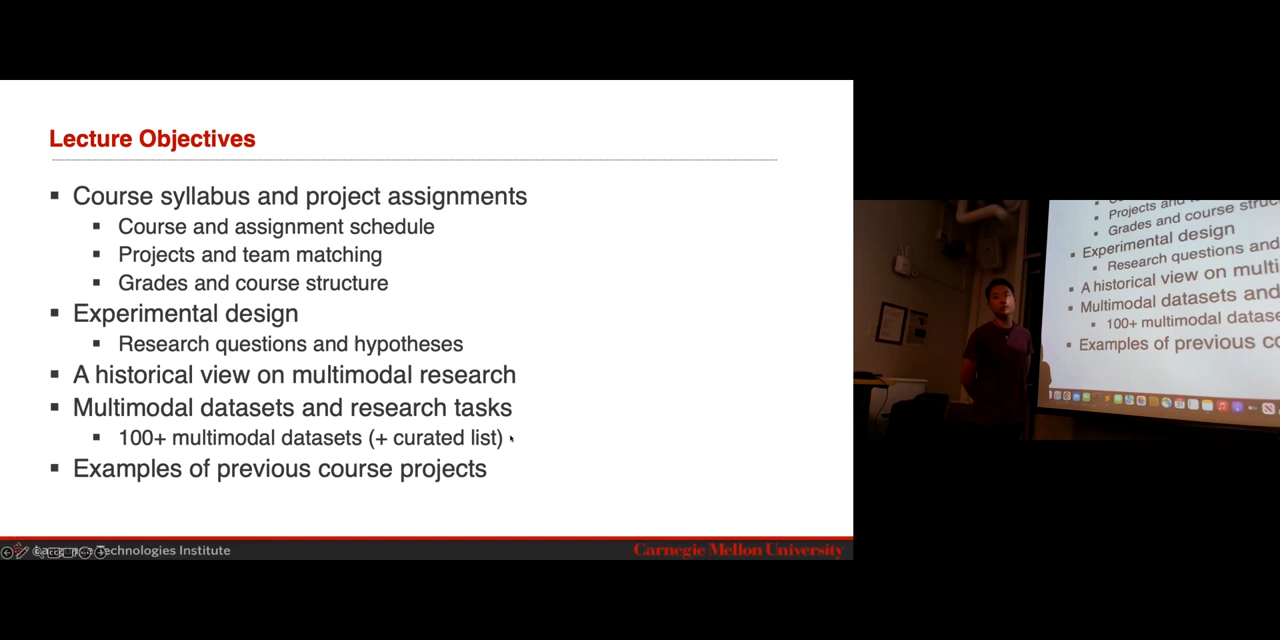 Lecture Objectives
Course syllabus and project assignments
Course and assignment schedule
Projects and team matching
Grades and course structure
Experimental design
Research questions and hypotheses
A historical view on multimodal research
Multimodal datasets and research tasks
100+ multimodal datasets (+ curated list)
Examples of previous course projects
Technologies Institute
Carnegie Mellon University
Projects and
Grades and course struc
Experimental design
Research questions and
A historical view on multi
Multimodal datasets and
100+ multimodal datase
Examples of previous co